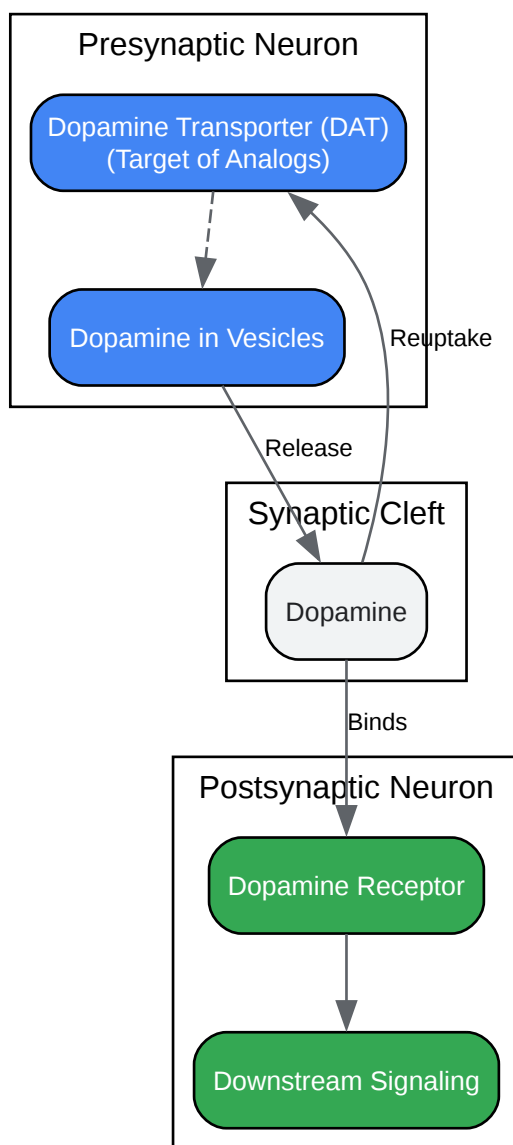 Presynaptic Neuron
Dopamine Transporter (DAT)
(Target of Analogs)
Dopamine in Vesicles
Reuptake
Release
Synaptic Cleft
Dopamine
Binds
Postsynaptic Neuron
Dopamine Receptor
Downstream Signaling